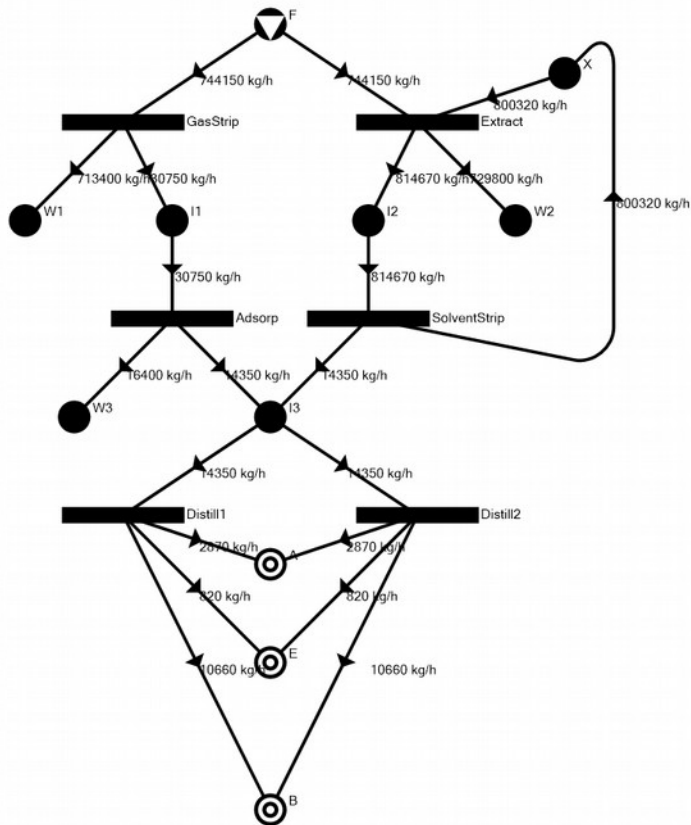 F
X
744150 kg/h
744150 kg/h
800320 kg/h
GasStrip
Extract
713400 kg/h
30750 kg/h
814670 kg/h
729800 kg/h
800320 kg/h
W1
I1
I2
W2
30750 kg/h
814670 kg/h
Adsorp
SolventStrip
16400 kg/h
14350 kg/h
14350 kg/h
W3
I3
14350 kg/h
14350 kg/h
Distill1
Distill2
2870 kg/h
A
2870 kg/h
820 kg/h
820 kg/h
E
10660 kg/h
10660 kg/h
B